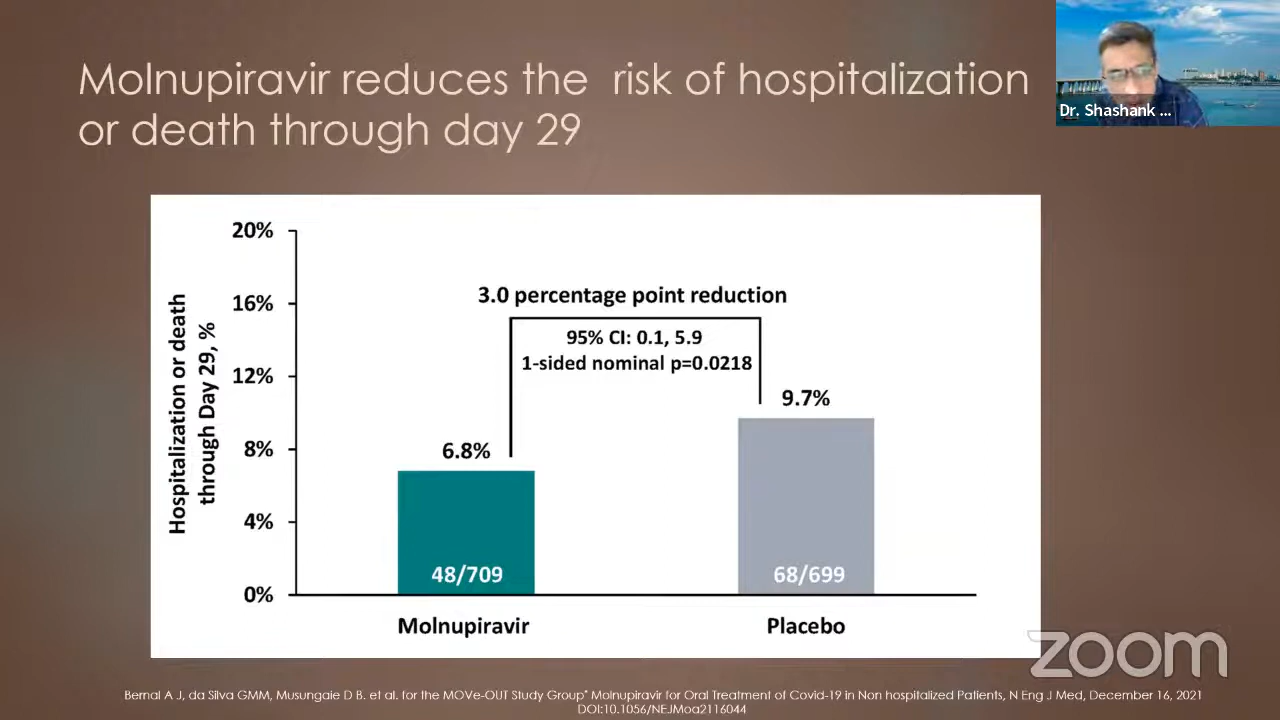 Molnupiravir reduces the risk of hospitalization
or death through day 29
Dr. Shashank ...
20%
16%
12%
8%
4%
0%
Hospitalization or death
through Day 29, %
3.0 percentage point reduction
95% CI: 0.1, 5.9
1-sided nominal p=0.0218
6.8%
9.7%
48/709
68/699
Molnupiravir
Placebo
zoom
Bernal A J, da Silva GMM, Musungaie D B. et al. for the MOVe-OUT Study Group" Molnupiravir for Oral Treatment of Covid-19 in Non hospitalized Patients, N Eng J Med, December 16, 2021
DOI:10.1056/NEJMoa2116044